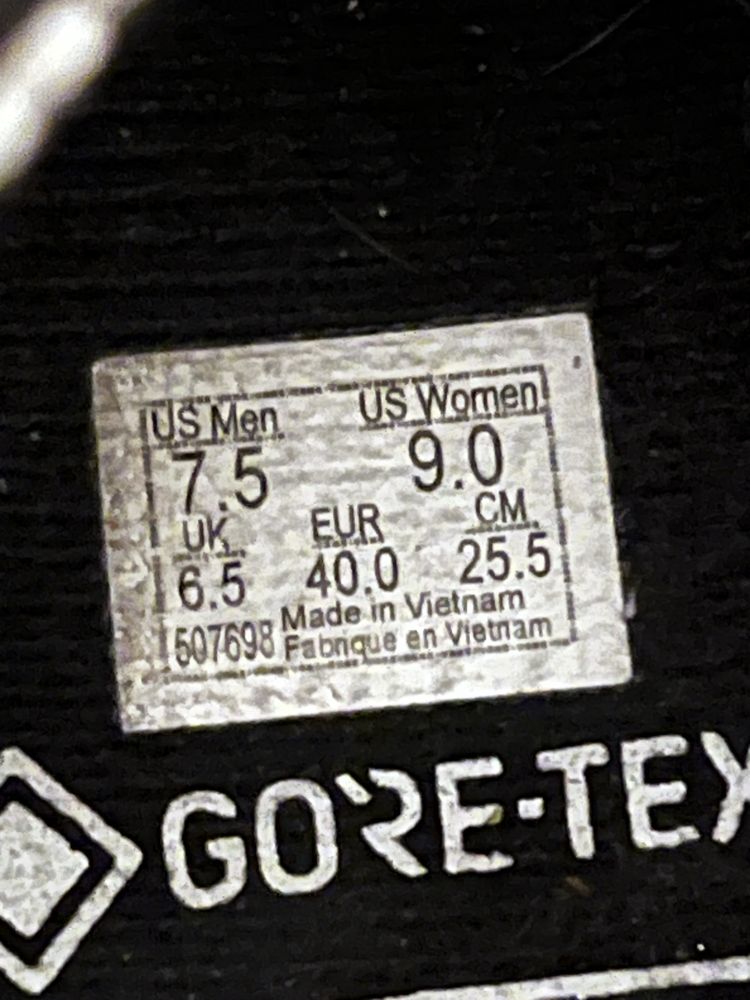 US Men US Women
7.5 9.0
UK EUR CM
6.5 40.0 25.5
507698 Made in Vietnam
Fabrique en Vietnam
GORE-TEX